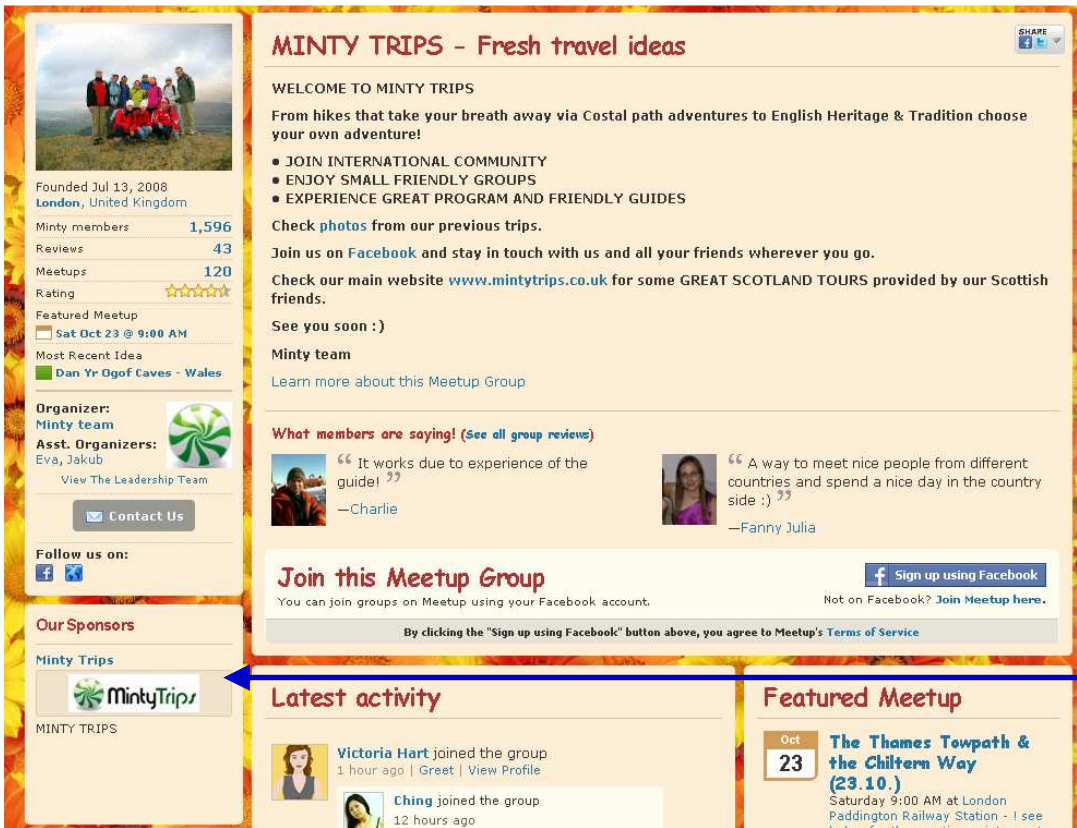 Founded Jul 13, 2008
London, United Kingdom
Minty members 1,596
Reviews 43
Meetups 120
Rating
Featured Meetup
Sat Oct 23 @ 9:00 AM
Most Recent Idea
Dan Yr Ogof Caves - Wales
Organizer:
Minty team
Asst. Organizers:
Eva, Jakub
View The Leadership Team
Contact Us
Follow us on:
Our Sponsors
Minty Trips
MintyTrips
MINTY TRIPS
MINTY TRIPS - Fresh travel ideas
SHARE
WELCOME TO MINTY TRIPS
From hikes that take your breath away via Costal path adventures to English Heritage & Tradition choose
your own adventure!
• JOIN INTERNATIONAL COMMUNITY
• ENJOY SMALL FRIENDLY GROUPS
• EXPERIENCE GREAT PROGRAM AND FRIENDLY GUIDES
Check photos from our previous trips.
Join us on Facebook and stay in touch with us and all your friends wherever you go.
Check our main website www.mintytrips.co.uk for some GREAT SCOTLAND TOURS provided by our Scottish
friends.
See you soon :)
Minty team
Learn more about this Meetup Group
What members are saying! (See all group reviews)
“ It works due to experience of the
guide! ”
—Charlie
“ A way to meet nice people from different
countries and spend a nice day in the country
side :) ”
—Fanny Julia
Join this Meetup Group
You can join groups on Meetup using your Facebook account.
Sign up using Facebook
Not on Facebook? Join Meetup here.
By clicking the "Sign up using Facebook" button above, you agree to Meetup's Terms of Service
Latest activity
Victoria Hart joined the group
1 hour ago | Greet | View Profile
Ching joined the group
12 hours ago
Featured Meetup
Oct
23
The Thames Towpath &
the Chiltern Way
(23.10.)
Saturday 9:00 AM at London
Paddington Railway Station - ! see